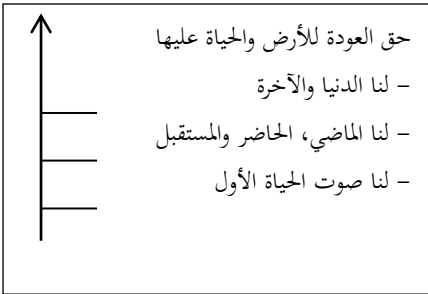 حق العودة للأرض والحياة عليها
– لنا الدنيا والآخرة
– لنا الماضي، الحاضر والمستقبل
– لنا صوت الحياة الأول